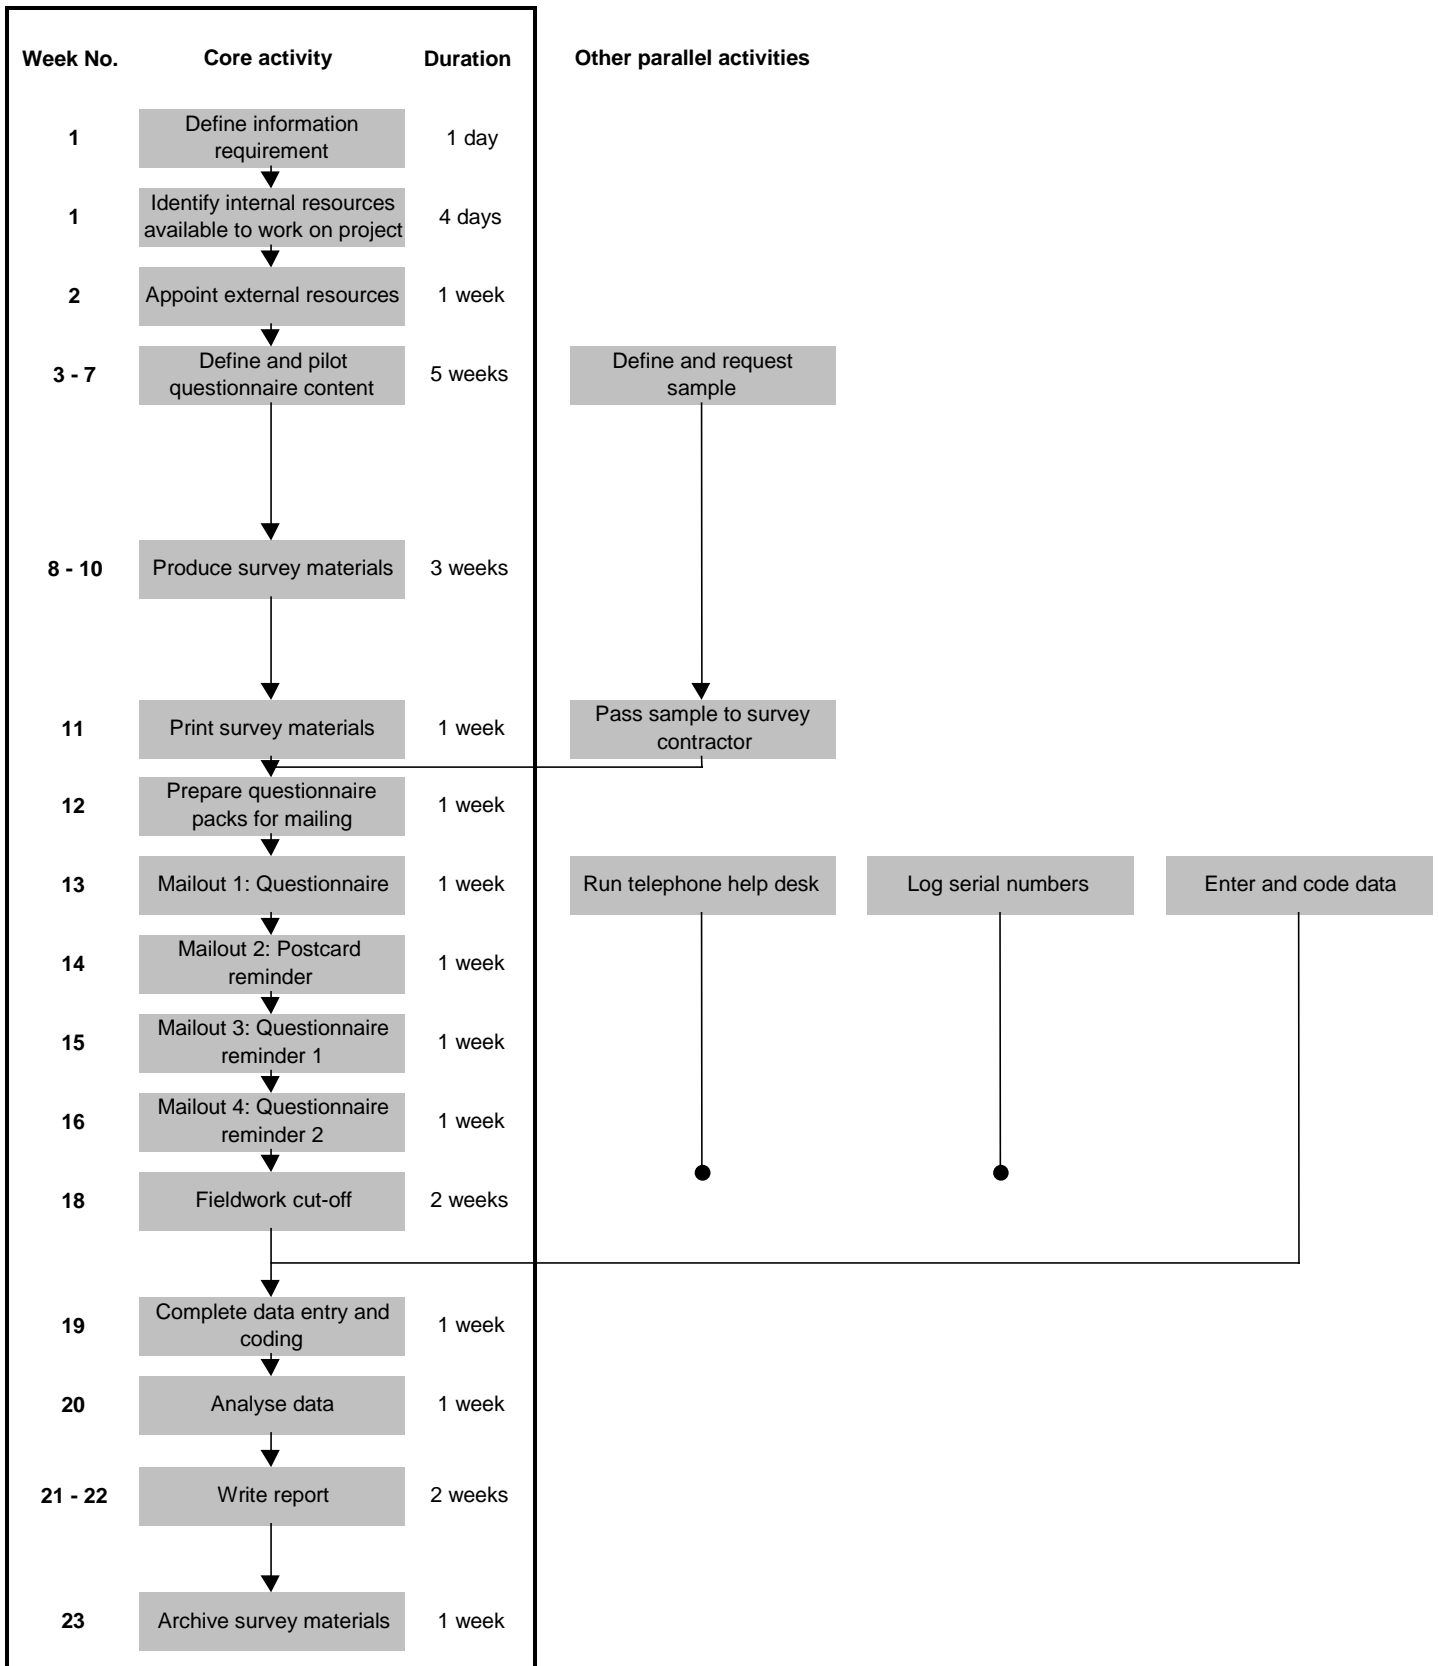 Week No. Core activity Duration Other parallel activities
1 Define information requirement 1 day
1 Identify internal resources available to work on project 4 days
2 Appoint external resources 1 week
3 - 7 Define and pilot questionnaire content 5 weeks Define and request sample
8 - 10 Produce survey materials 3 weeks
11 Print survey materials 1 week Pass sample to survey contractor
12 Prepare questionnaire packs for mailing 1 week
13 Mailout 1: Questionnaire 1 week Run telephone help desk Log serial numbers Enter and code data
14 Mailout 2: Postcard reminder 1 week
15 Mailout 3: Questionnaire reminder 1 1 week
16 Mailout 4: Questionnaire reminder 2 1 week
18 Fieldwork cut-off 2 weeks
19 Complete data entry and coding 1 week
20 Analyse data 1 week
21 - 22 Write report 2 weeks
23 Archive survey materials 1 week